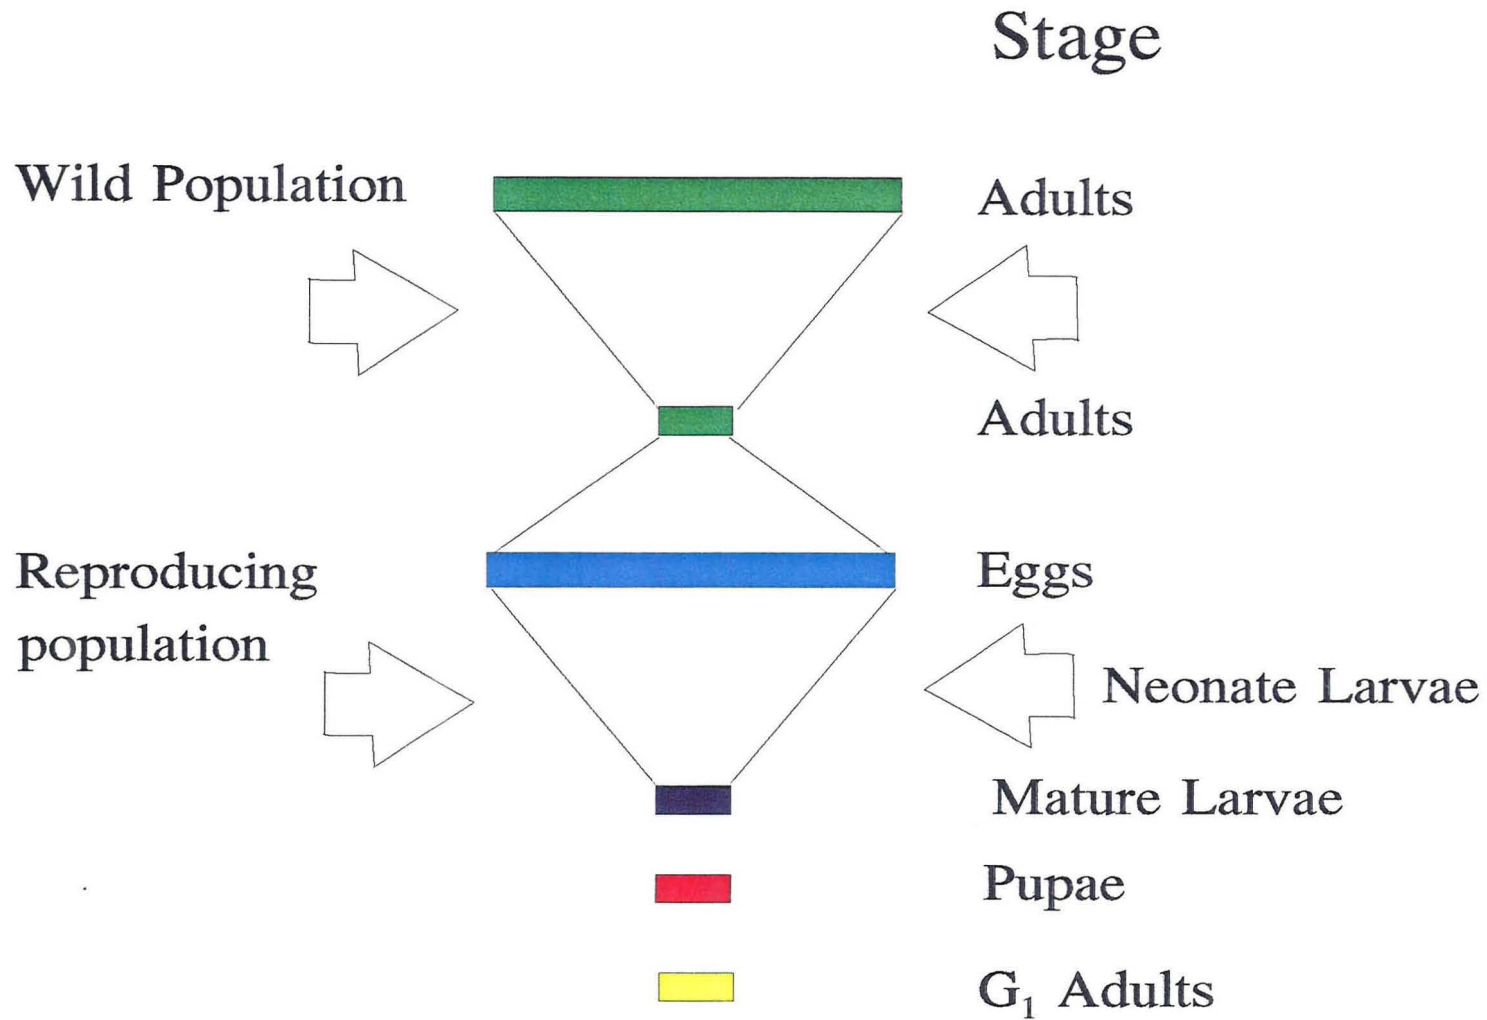 Stage
Wild Population
Adults
Adults
Reproducing
population
Eggs
Neonate Larvae
Mature Larvae
Pupae
G₁ Adults